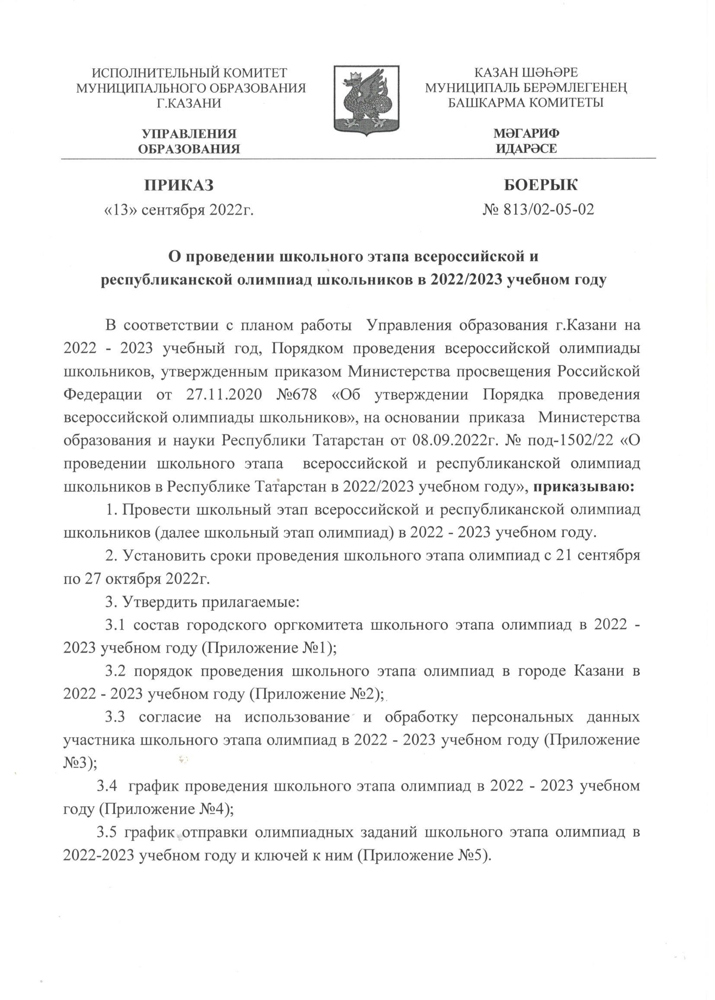 ИСПОЛНИТЕЛЬНЫЙ КОМИТЕТ
МУНИЦИПАЛЬНОГО ОБРАЗОВАНИЯ
Г.КАЗАНИ
УПРАВЛЕНИЯ
ОБРАЗОВАНИЯ
КАЗАН ШӘҺӘРЕ
МУНИЦИПАЛЬ БЕРӘМЛЕГЕНЕҢ
БАШКАРМА КОМИТЕТЫ
МӘГАРИФ
ИДАРӘСЕ
ПРИКАЗ
БОЕРЫК
«13» сентября 2022г.
№ 813/02-05-02
О проведении школьного этапа всероссийской и
республиканской олимпиад школьников в 2022/2023 учебном году
В соответствии с планом работы Управления образования г.Казани на
2022 - 2023 учебный год, Порядком проведения всероссийской олимпиады
школьников, утвержденным приказом Министерства просвещения Российской
Федерации от 27.11.2020 №678 «Об утверждении Порядка проведения
всероссийской олимпиады школьников», на основании приказа Министерства
образования и науки Республики Татарстан от 08.09.2022г. № под-1502/22 «О
проведении школьного этапа всероссийской и республиканской олимпиад
школьников в Республике Татарстан в 2022/2023 учебном году», приказываю:
1. Провести школьный этап всероссийской и республиканской олимпиад
школьников (далее школьный этап олимпиад) в 2022 - 2023 учебном году.
2. Установить сроки проведения школьного этапа олимпиад с 21 сентября
по 27 октября 2022г.
3. Утвердить прилагаемые:
3.1 состав городского оргкомитета школьного этапа олимпиад в 2022 -
2023 учебном году (Приложение №1);
3.2 порядок проведения школьного этапа олимпиад в городе Казани в
2022 - 2023 учебном году (Приложение №2);
3.3 согласие на использование и обработку персональных данных
участника школьного этапа олимпиад в 2022 - 2023 учебном году (Приложение
№3);
3.4 график проведения школьного этапа олимпиад в 2022 - 2023 учебном
году (Приложение №4);
3.5 график отправки олимпиадных заданий школьного этапа олимпиад в
2022-2023 учебном году и ключей к ним (Приложение №5).